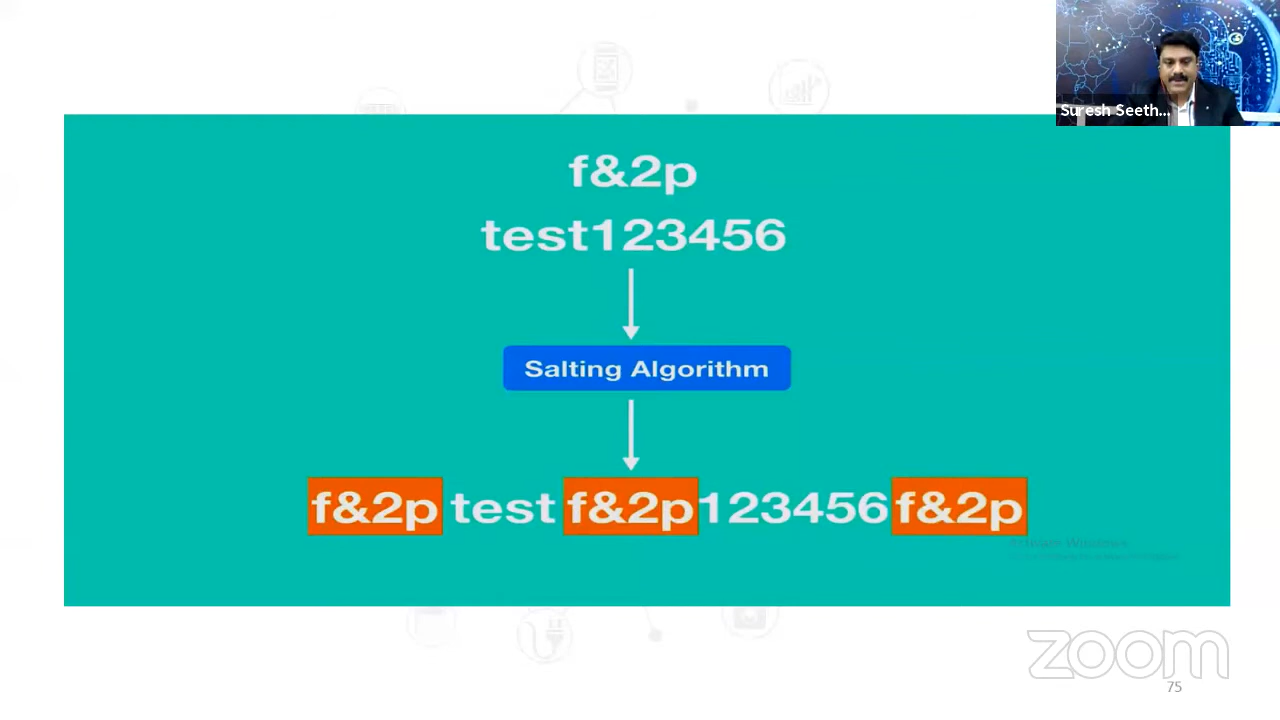 Suresh Seeth...
f&2p
test123456
Salting Algorithm
f&2p test f&2p123456f&2p
zoom
75